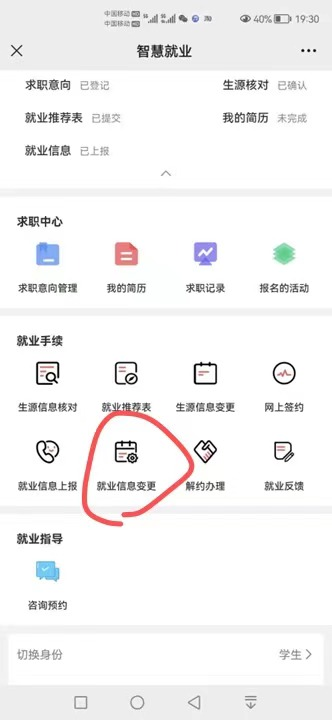 中国移动 HD 5G 5G 40% 19:30
中国移动 HD
智慧就业
求职意向 已登记 生源核对 已确认
就业推荐表 已提交 我的简历 未完成
就业信息 已上报
求职中心
求职意向管理 我的简历 求职记录 报名的活动
就业手续
生源信息核对 就业推荐表 生源信息变更 网上签约
就业信息上报 就业信息变更 解约办理 就业反馈
就业指导
咨询预约
切换身份 学生